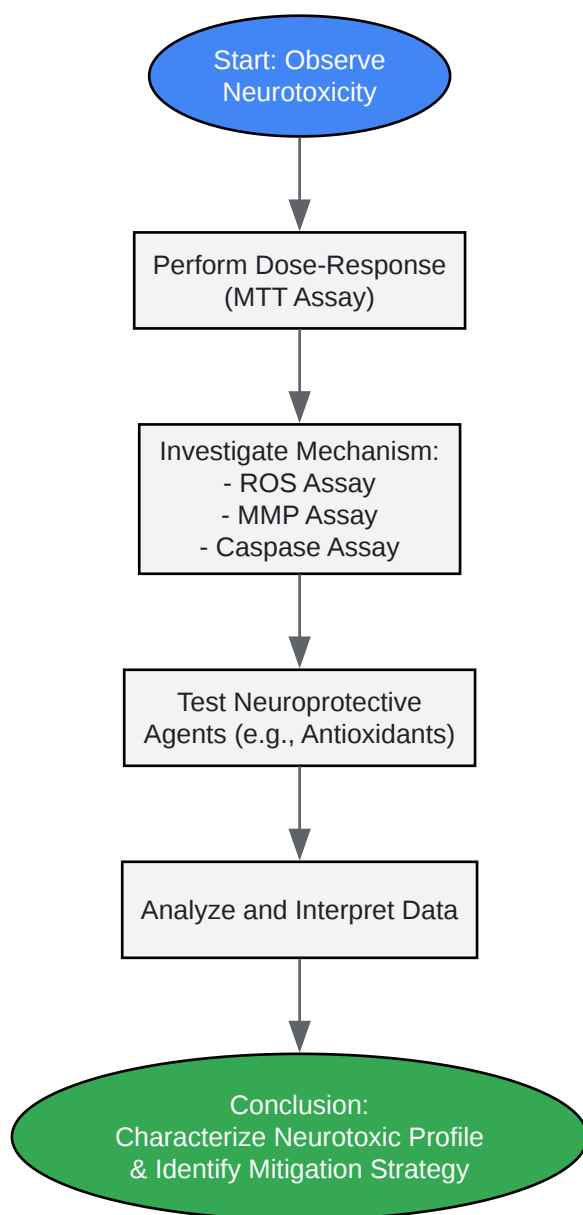 Start: Observe
Neurotoxicity
Perform Dose-Response
(MTT Assay)
Investigate Mechanism:
- ROS Assay
- MMP Assay
- Caspase Assay
Test Neuroprotective
Agents (e.g., Antioxidants)
Analyze and Interpret Data
Conclusion:
Characterize Neurotoxic Profile
& Identify Mitigation Strategy